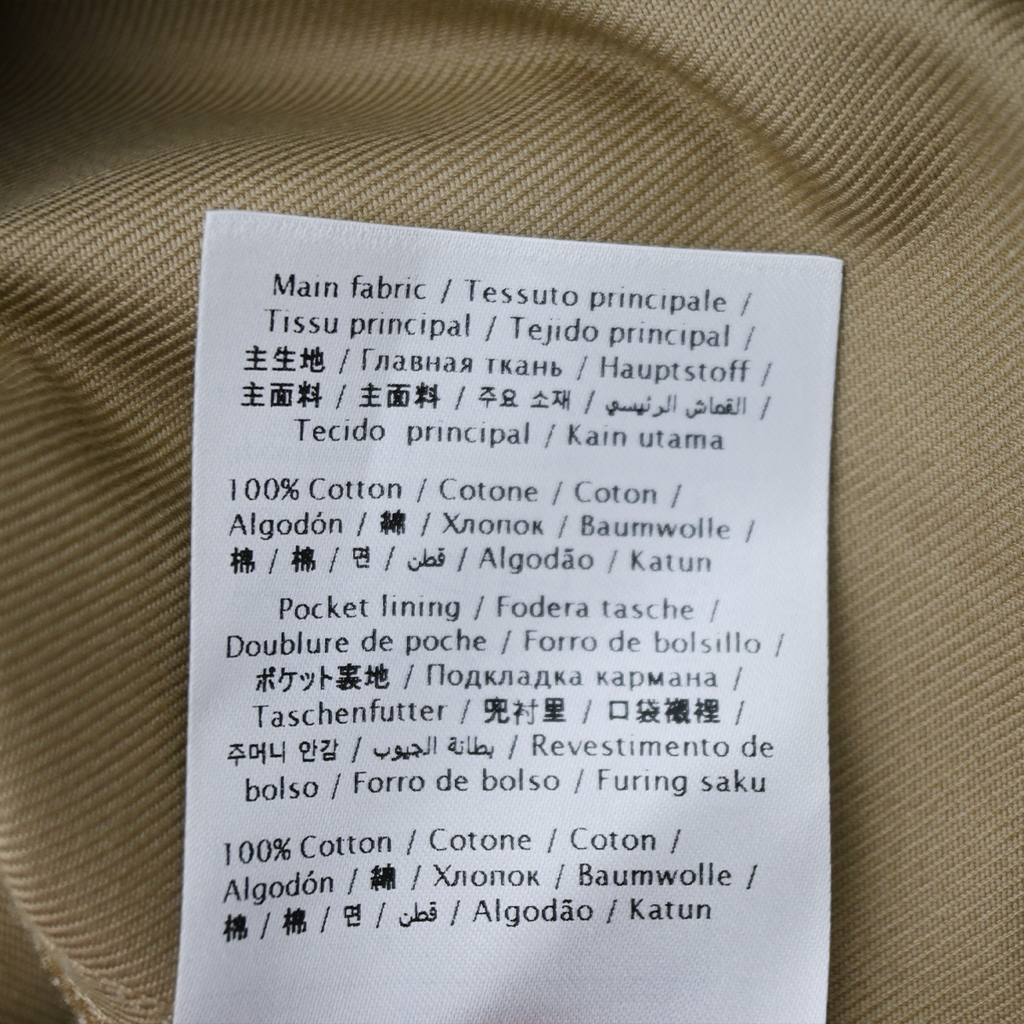 Main fabric / Tessuto principale /
Tissu principal / Tejido principal /
主生地 / Главная ткань / Hauptstoff /
主面料 / 主面料 / 주요 소재 / القماش الرئيسي /
Tecido principal / Kain utama
100% Cotton / Cotone / Coton /
Algodón / 綿 / Хлопок / Baumwolle /
棉 / 棉 / 면 / قطن / Algodão / Katun
Pocket lining / Fodera tasche /
Doublure de poche / Forro de bolsillo /
ポケット裏地 / Подкладка кармана /
Taschenfutter / 兜衬里 / 口袋襯裡 /
주머니 안감 / بطانة الجيوب / Revestimento de
bolso / Forro de bolso / Furing saku
100% Cotton / Cotone / Coton /
Algodón / 綿 / Хлопок / Baumwolle /
棉 / 棉 / 면 / قطن / Algodão / Katun